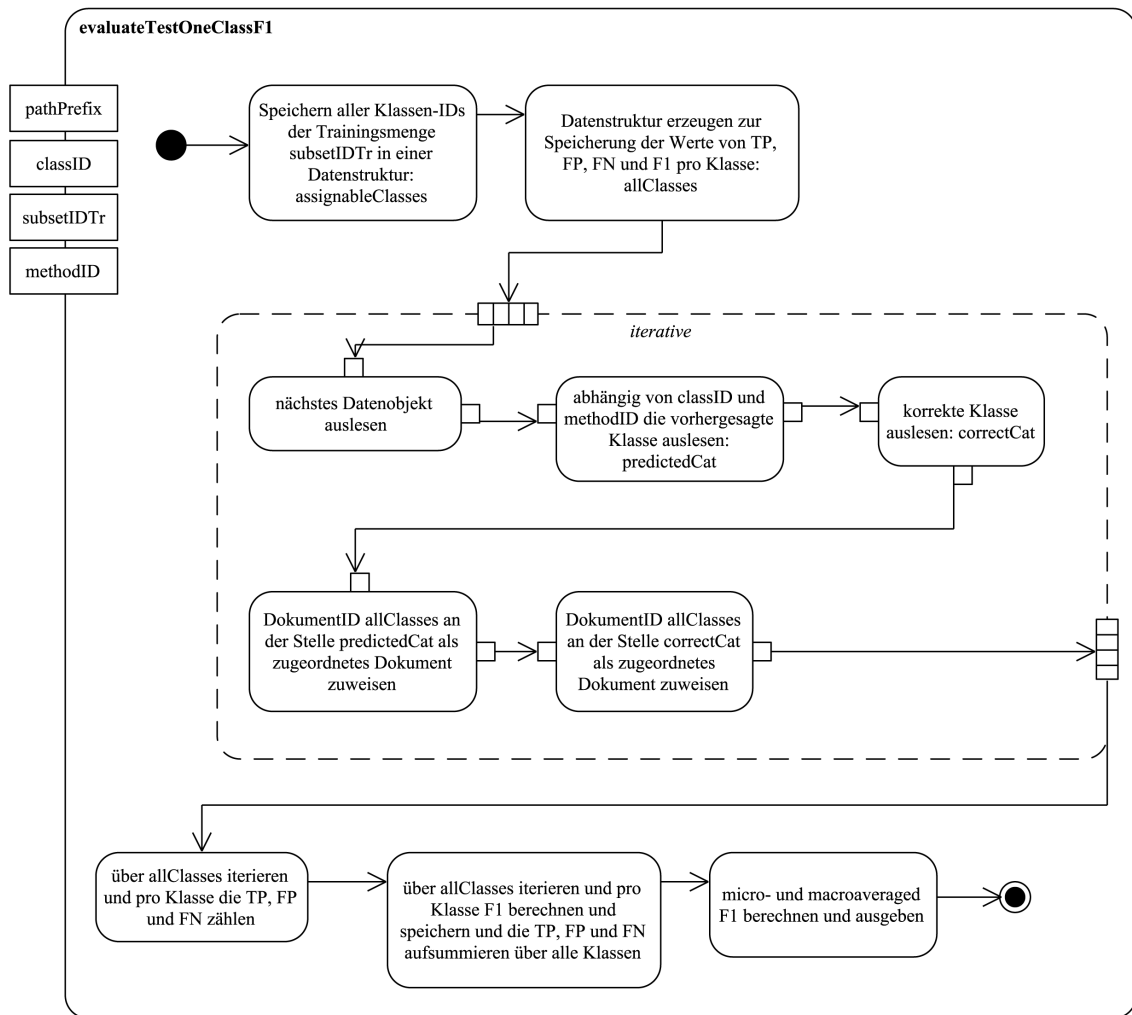 evaluateTestOneClassF1
pathPrefix
classID
subsetIDTr
methodID
Speichern aller Klassen-IDs
der Trainingsmenge
subsetIDTr in einer
Datenstruktur:
assignableClasses
Datenstruktur erzeugen zur
Speicherung der Werte von TP,
FP, FN und F1 pro Klasse:
allClasses
iterative
nächstes Datenobjekt
auslesen
abhängig von classID und
methodID die vorhergesagte
Klasse auslesen:
predictedCat
korrekte Klasse
auslesen: correctCat
DokumentID allClasses an
der Stelle predictedCat als
zugeordnetes Dokument
zuweisen
DokumentID allClasses
an der Stelle correctCat
als zugeordnetes
Dokument zuweisen
über allClasses iterieren
und pro Klasse die TP, FP
und FN zählen
über allClasses iterieren und pro
Klasse F1 berechnen und
speichern und die TP, FP und FN
aufsummieren über alle Klassen
micro- und macroaveraged
F1 berechnen und ausgeben